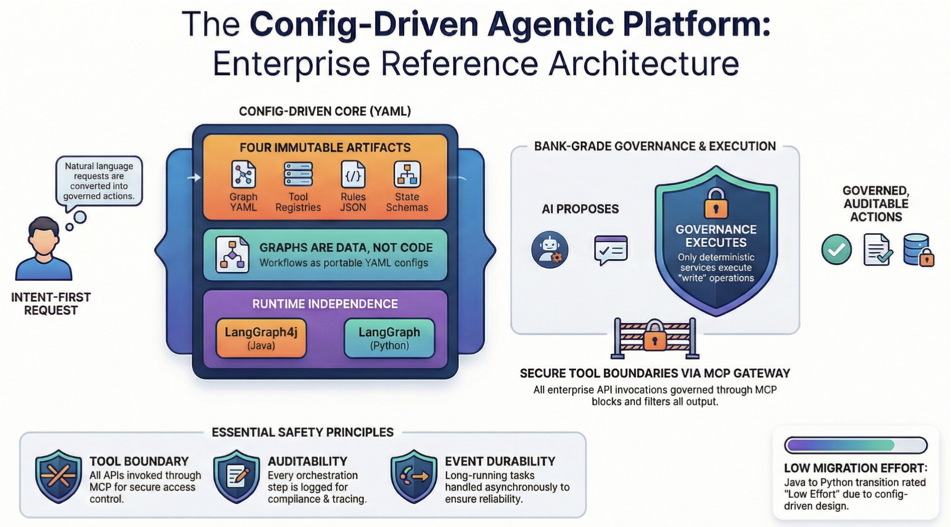 The Config-Driven Agentic Platform:
Enterprise Reference Architecture
CONFIG-DRIVEN CORE (YAML)
Natural language
requests are
converted into
governed actions.
INTENT-FIRST
REQUEST
FOUR IMMUTABLE ARTIFACTS
Graph
YAML
Tool
Registries
{/}
Rules
JSON
State
Schemas
GRAPHS ARE DATA, NOT CODE
Workflows as portable YAML configs
RUNTIME INDEPENDENCE
LangGraph4j
(Java)
LangGraph
(Python)
BANK-GRADE GOVERNANCE & EXECUTION
AI PROPOSES
GOVERNANCE
EXECUTES
Only deterministic
services execute
"write" operations
GOVERNED,
AUDITABLE
ACTIONS
SECURE TOOL BOUNDARIES VIA MCP GATEWAY
All enterprise API invocations governed through MCP
blocks and filters all output.
ESSENTIAL SAFETY PRINCIPLES
TOOL BOUNDARY
All APIs invoked through
MCP for secure access
control.
AUDITABILITY
Every orchestration
step is logged for
compliance & tracing.
EVENT DURABILITY
Long-running tasks
handled asynchronously to
ensure reliability.
LOW MIGRATION EFFORT:
Java to Python transition rated
"Low Effort" due to config-
driven design.